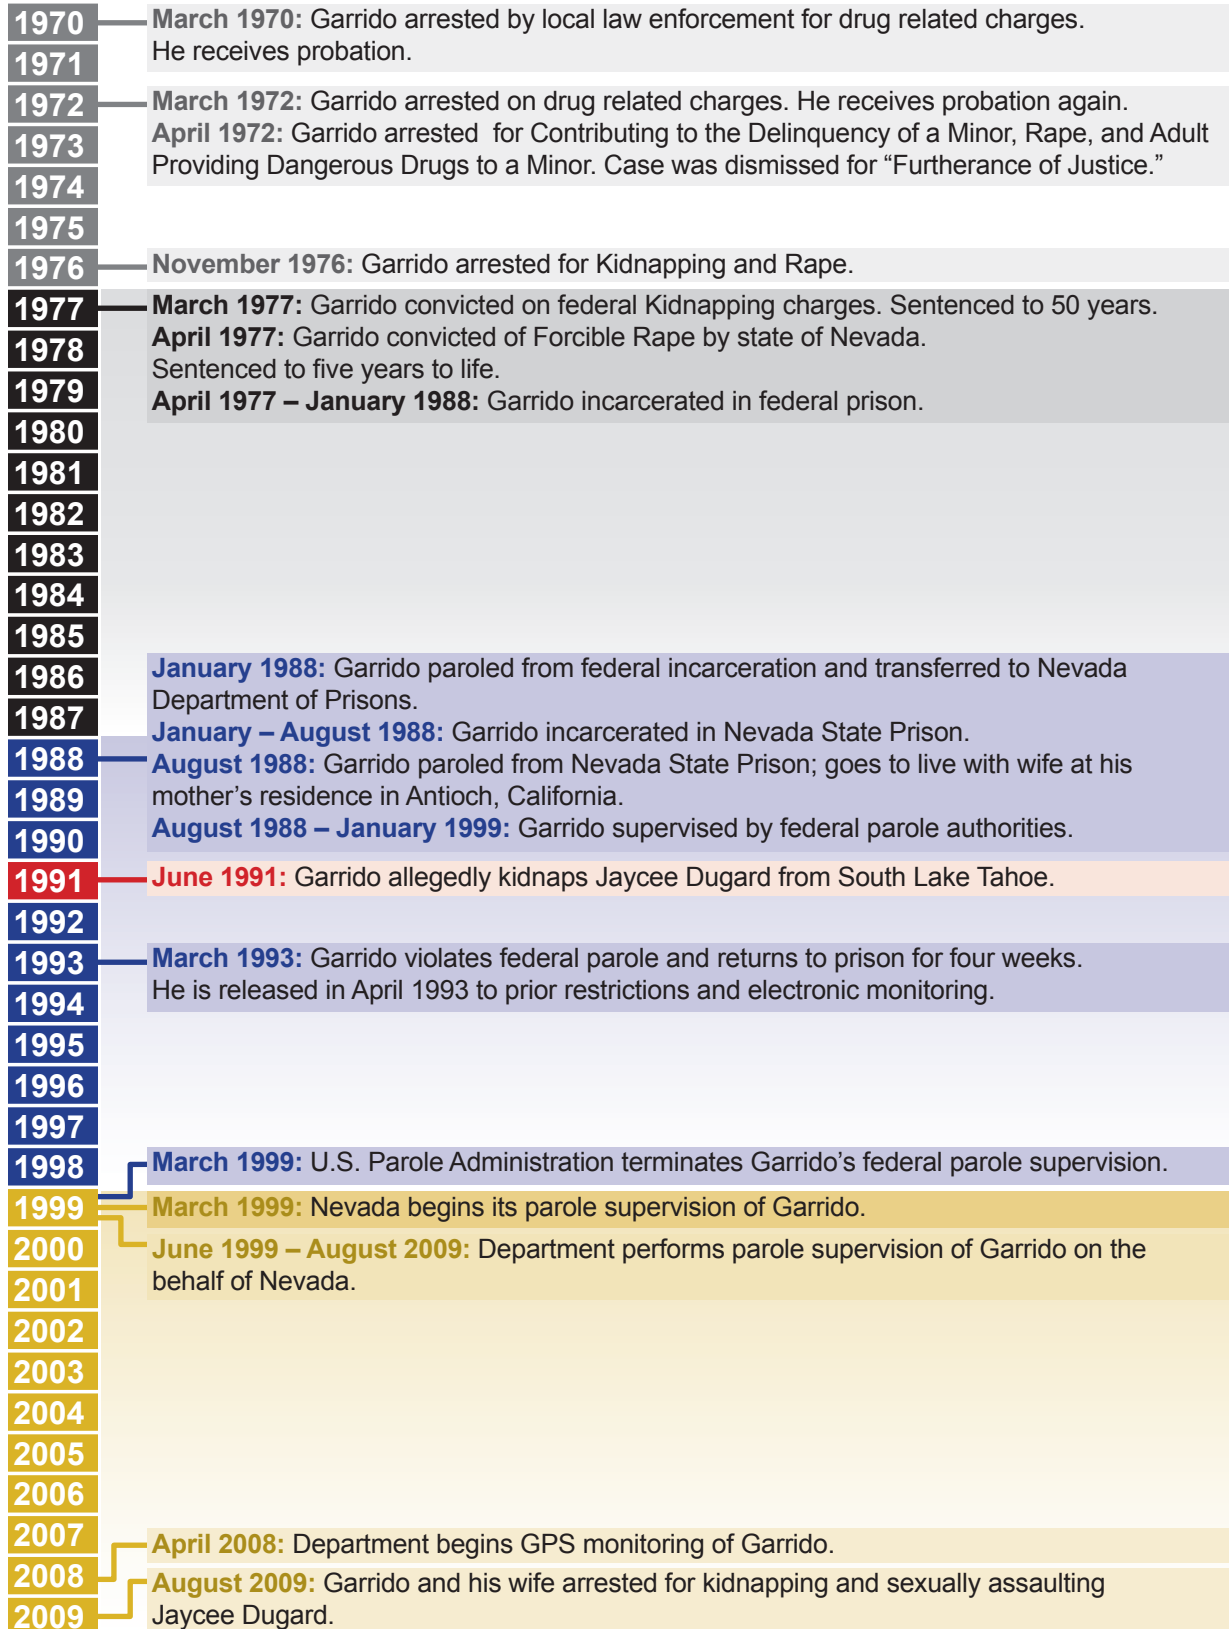 1970
March 1970: Garrido arrested by local law enforcement for drug related charges.
He receives probation.
1971
1972
March 1972: Garrido arrested on drug related charges. He receives probation again.
1973
April 1972: Garrido arrested  for Contributing to the Delinquency of a Minor, Rape, and Adult
Providing Dangerous Drugs to a Minor. Case was dismissed for “Furtherance of Justice.”
1974
1975
1976
November 1976: Garrido arrested for Kidnapping and Rape.
1977
March 1977: Garrido convicted on federal Kidnapping charges. Sentenced to 50 years.
April 1977: Garrido convicted of Forcible Rape by state of Nevada.
1978
Sentenced to five years to life.
1979
April 1977 – January 1988: Garrido incarcerated in federal prison.
1980
1981
1982
1983
1984
1985
1986
January 1988: Garrido paroled from federal incarceration and transferred to Nevada
Department of Prisons.
1987
January – August 1988: Garrido incarcerated in Nevada State Prison.
1988
August 1988: Garrido paroled from Nevada State Prison; goes to live with wife at his
mother’s residence in Antioch, California.
1989
1990
August 1988 – January 1999: Garrido supervised by federal parole authorities.
1991
June 1991: Garrido allegedly kidnaps Jaycee Dugard from South Lake Tahoe.
1992
1993
March 1993: Garrido violates federal parole and returns to prison for four weeks.
He is released in April 1993 to prior restrictions and electronic monitoring.
1994
1995
1996
1997
1998
March 1999: U.S. Parole Administration terminates Garrido’s federal parole supervision.
1999
March 1999: Nevada begins its parole supervision of Garrido.
2000
June 1999 – August 2009: Department performs parole supervision of Garrido on the
behalf of Nevada.
2001
2002
2003
2004
2005
2006
2007
April 2008: Department begins GPS monitoring of Garrido.
2008
August 2009: Garrido and his wife arrested for kidnapping and sexually assaulting
Jaycee Dugard.
2009